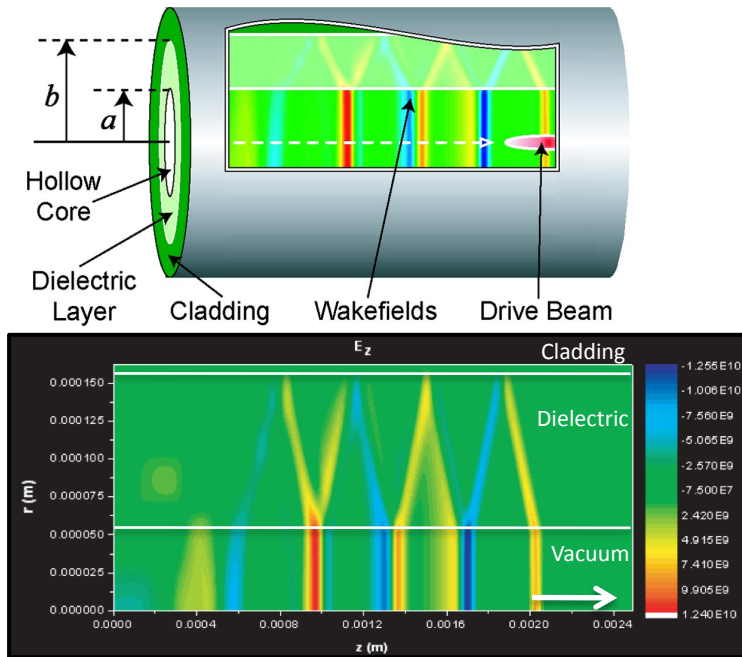 b
a
Hollow
Core
Dielectric
Layer
Cladding
Wakefields
Drive Beam
E_z
Cladding
Dielectric
Vacuum
r (m)
0.000150
0.000125
0.000100
0.000075
0.000050
0.000025
0.000000
0.0000 0.0004 0.0008 0.0012 0.0016 0.0020 0.0024
z (m)
-1.255E10
-1.006E10
-7.560E9
-5.065E9
-2.570E9
-7.500E7
2.420E9
4.915E9
7.410E9
9.905E9
1.240E10